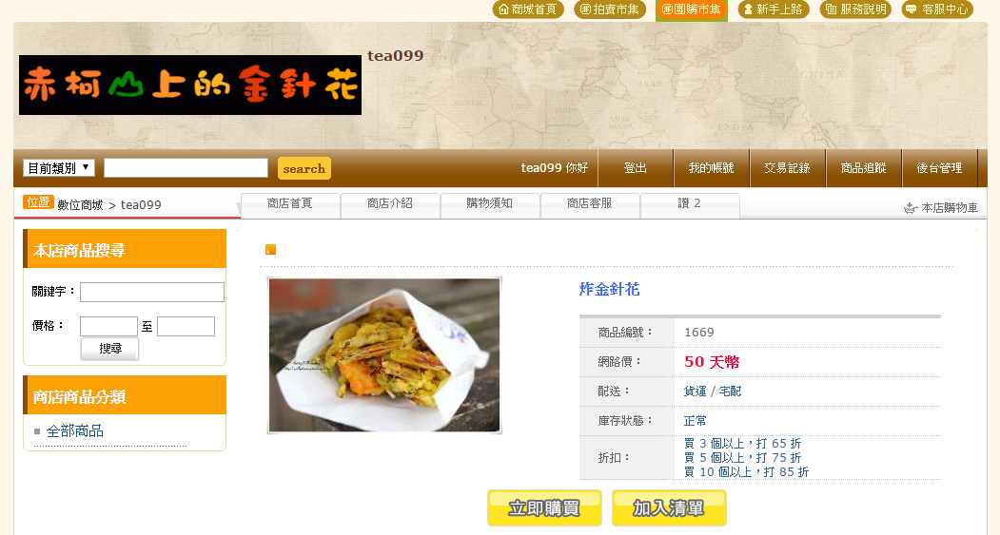 商城首頁 拍賣市集 團購市集 新手上路 服務說明 客服中心
tea099
赤柯山上的金針花
目前類別 search tea099 你好 登出 我的帳號 交易記錄 商品追蹤 後台管理
位置 數位商城 > tea099 商店首頁 商店介紹 購物須知 商店客服 讚 2 本店購物車
本店商品搜尋
關鍵字：
價格： 至
搜尋
商店商品分類
全部商品
炸金針花
商品編號： 1669
網路價： 50 天幣
配送： 貨運 / 宅配
庫存狀態： 正常
折扣：
買 3 個以上，打 65 折
買 5 個以上，打 75 折
買 10 個以上，打 85 折
立即購買 加入清單